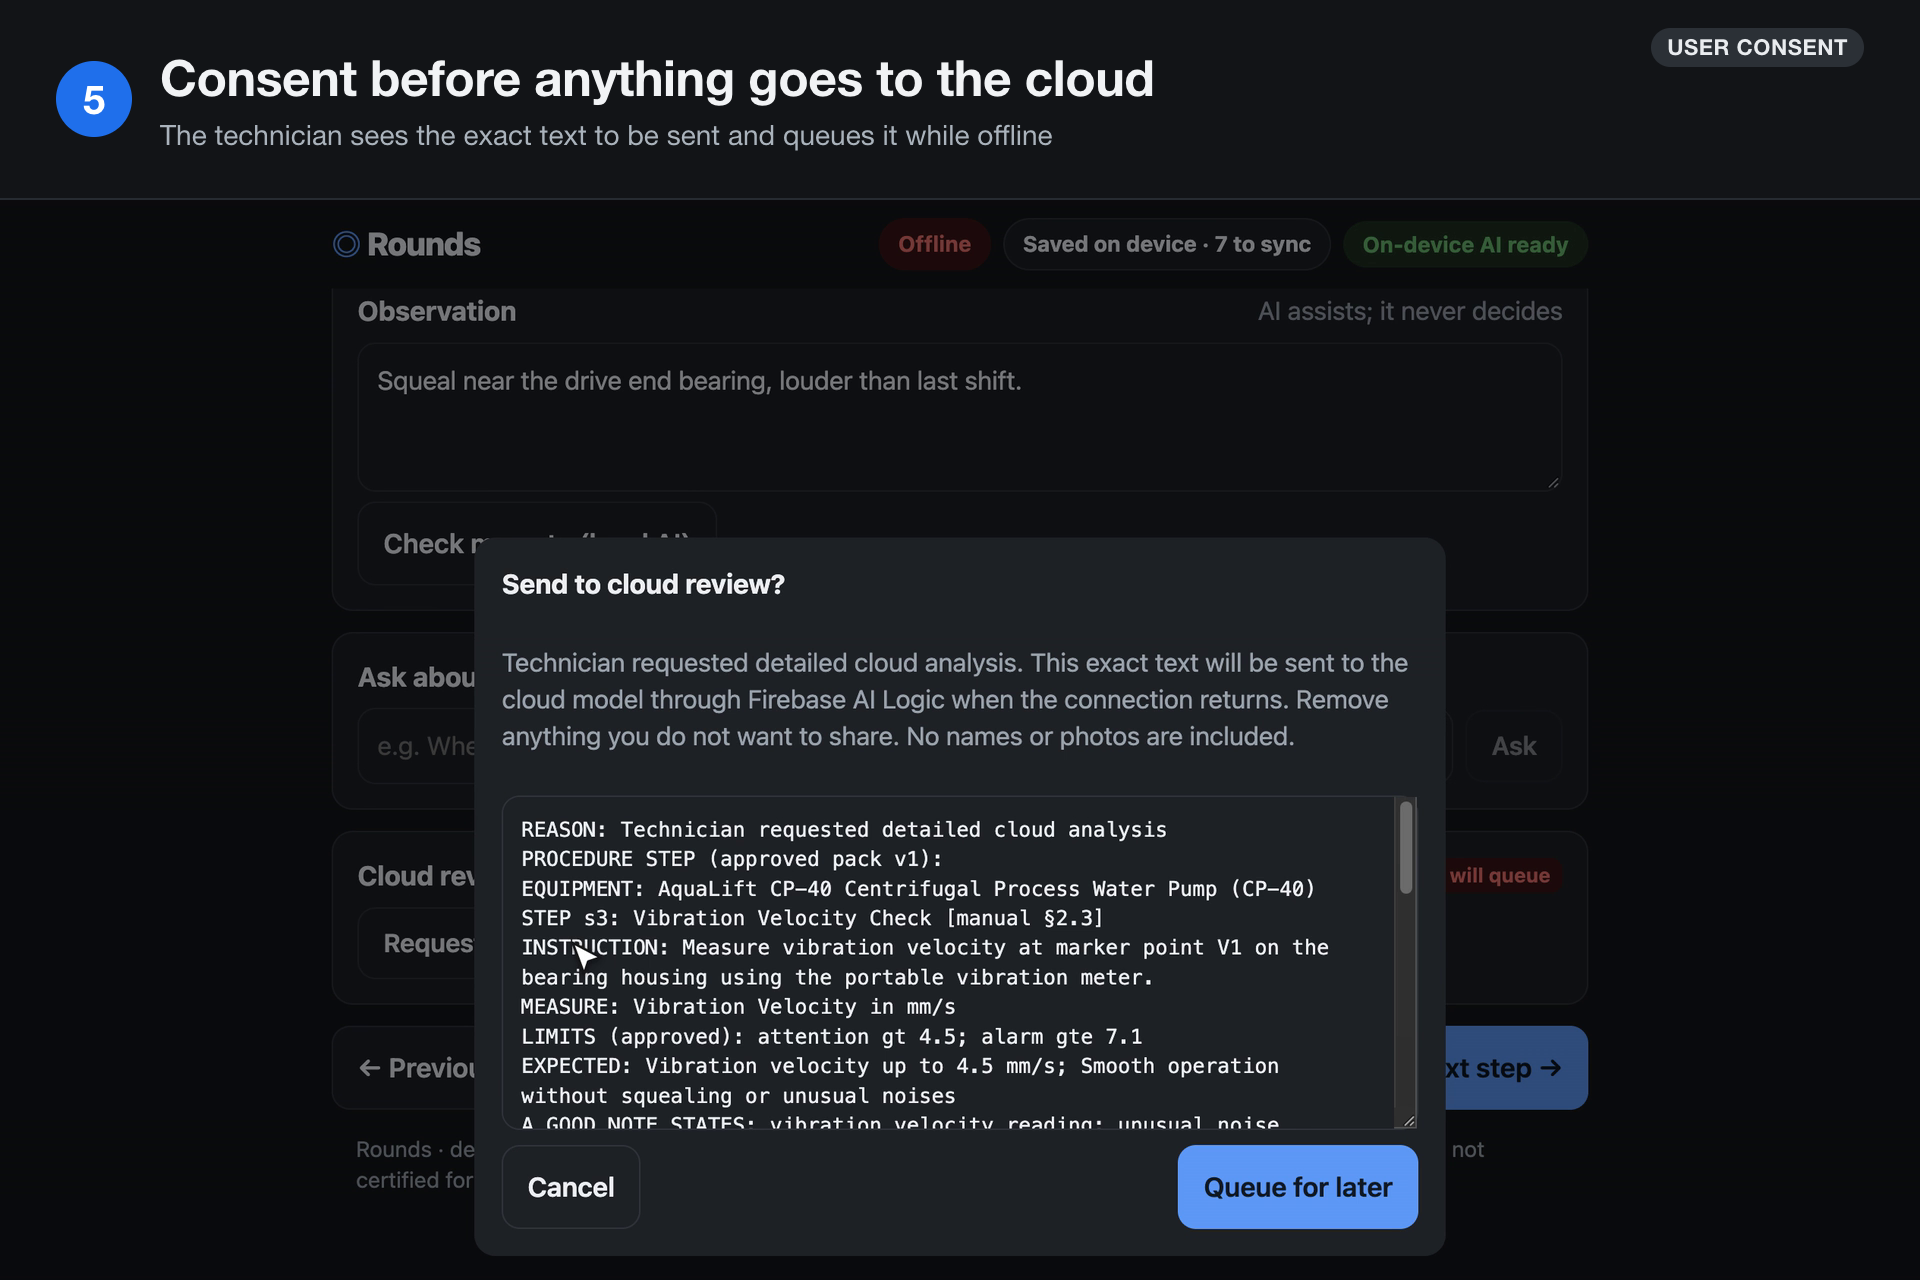 5
Consent before anything goes to the cloud
USER CONSENT
The technician sees the exact text to be sent and queues it while offline
Rounds
Offline
Saved on device · 7 to sync
On-device AI ready
Observation
AI assists; it never decides
Squeal near the drive end bearing, louder than last shift.
Check
Send to cloud review?
Technician requested detailed cloud analysis. This exact text will be sent to the
cloud model through Firebase AI Logic when the connection returns. Remove
anything you do not want to share. No names or photos are included.
REASON: Technician requested detailed cloud analysis
PROCEDURE STEP (approved pack v1):
EQUIPMENT: AquaLift CP-40 Centrifugal Process Water Pump (CP-40)
STEP s3: Vibration Velocity Check [manual §2.3]
INSTRUCTION: Measure vibration velocity at marker point V1 on the
bearing housing using the portable vibration meter.
MEASURE: Vibration Velocity in mm/s
LIMITS (approved): attention gt 4.5; alarm gte 7.1
EXPECTED: Vibration velocity up to 4.5 mm/s; Smooth operation
without squealing or unusual noises
A GOOD NOTE STATES: vibration velocity reading; unusual noise
Cancel
Queue for later
Ask abou
e.g. Whe
Ask
Cloud rev
will queue
Reques
← Previou
xt step →
Rounds · de
not
certified for